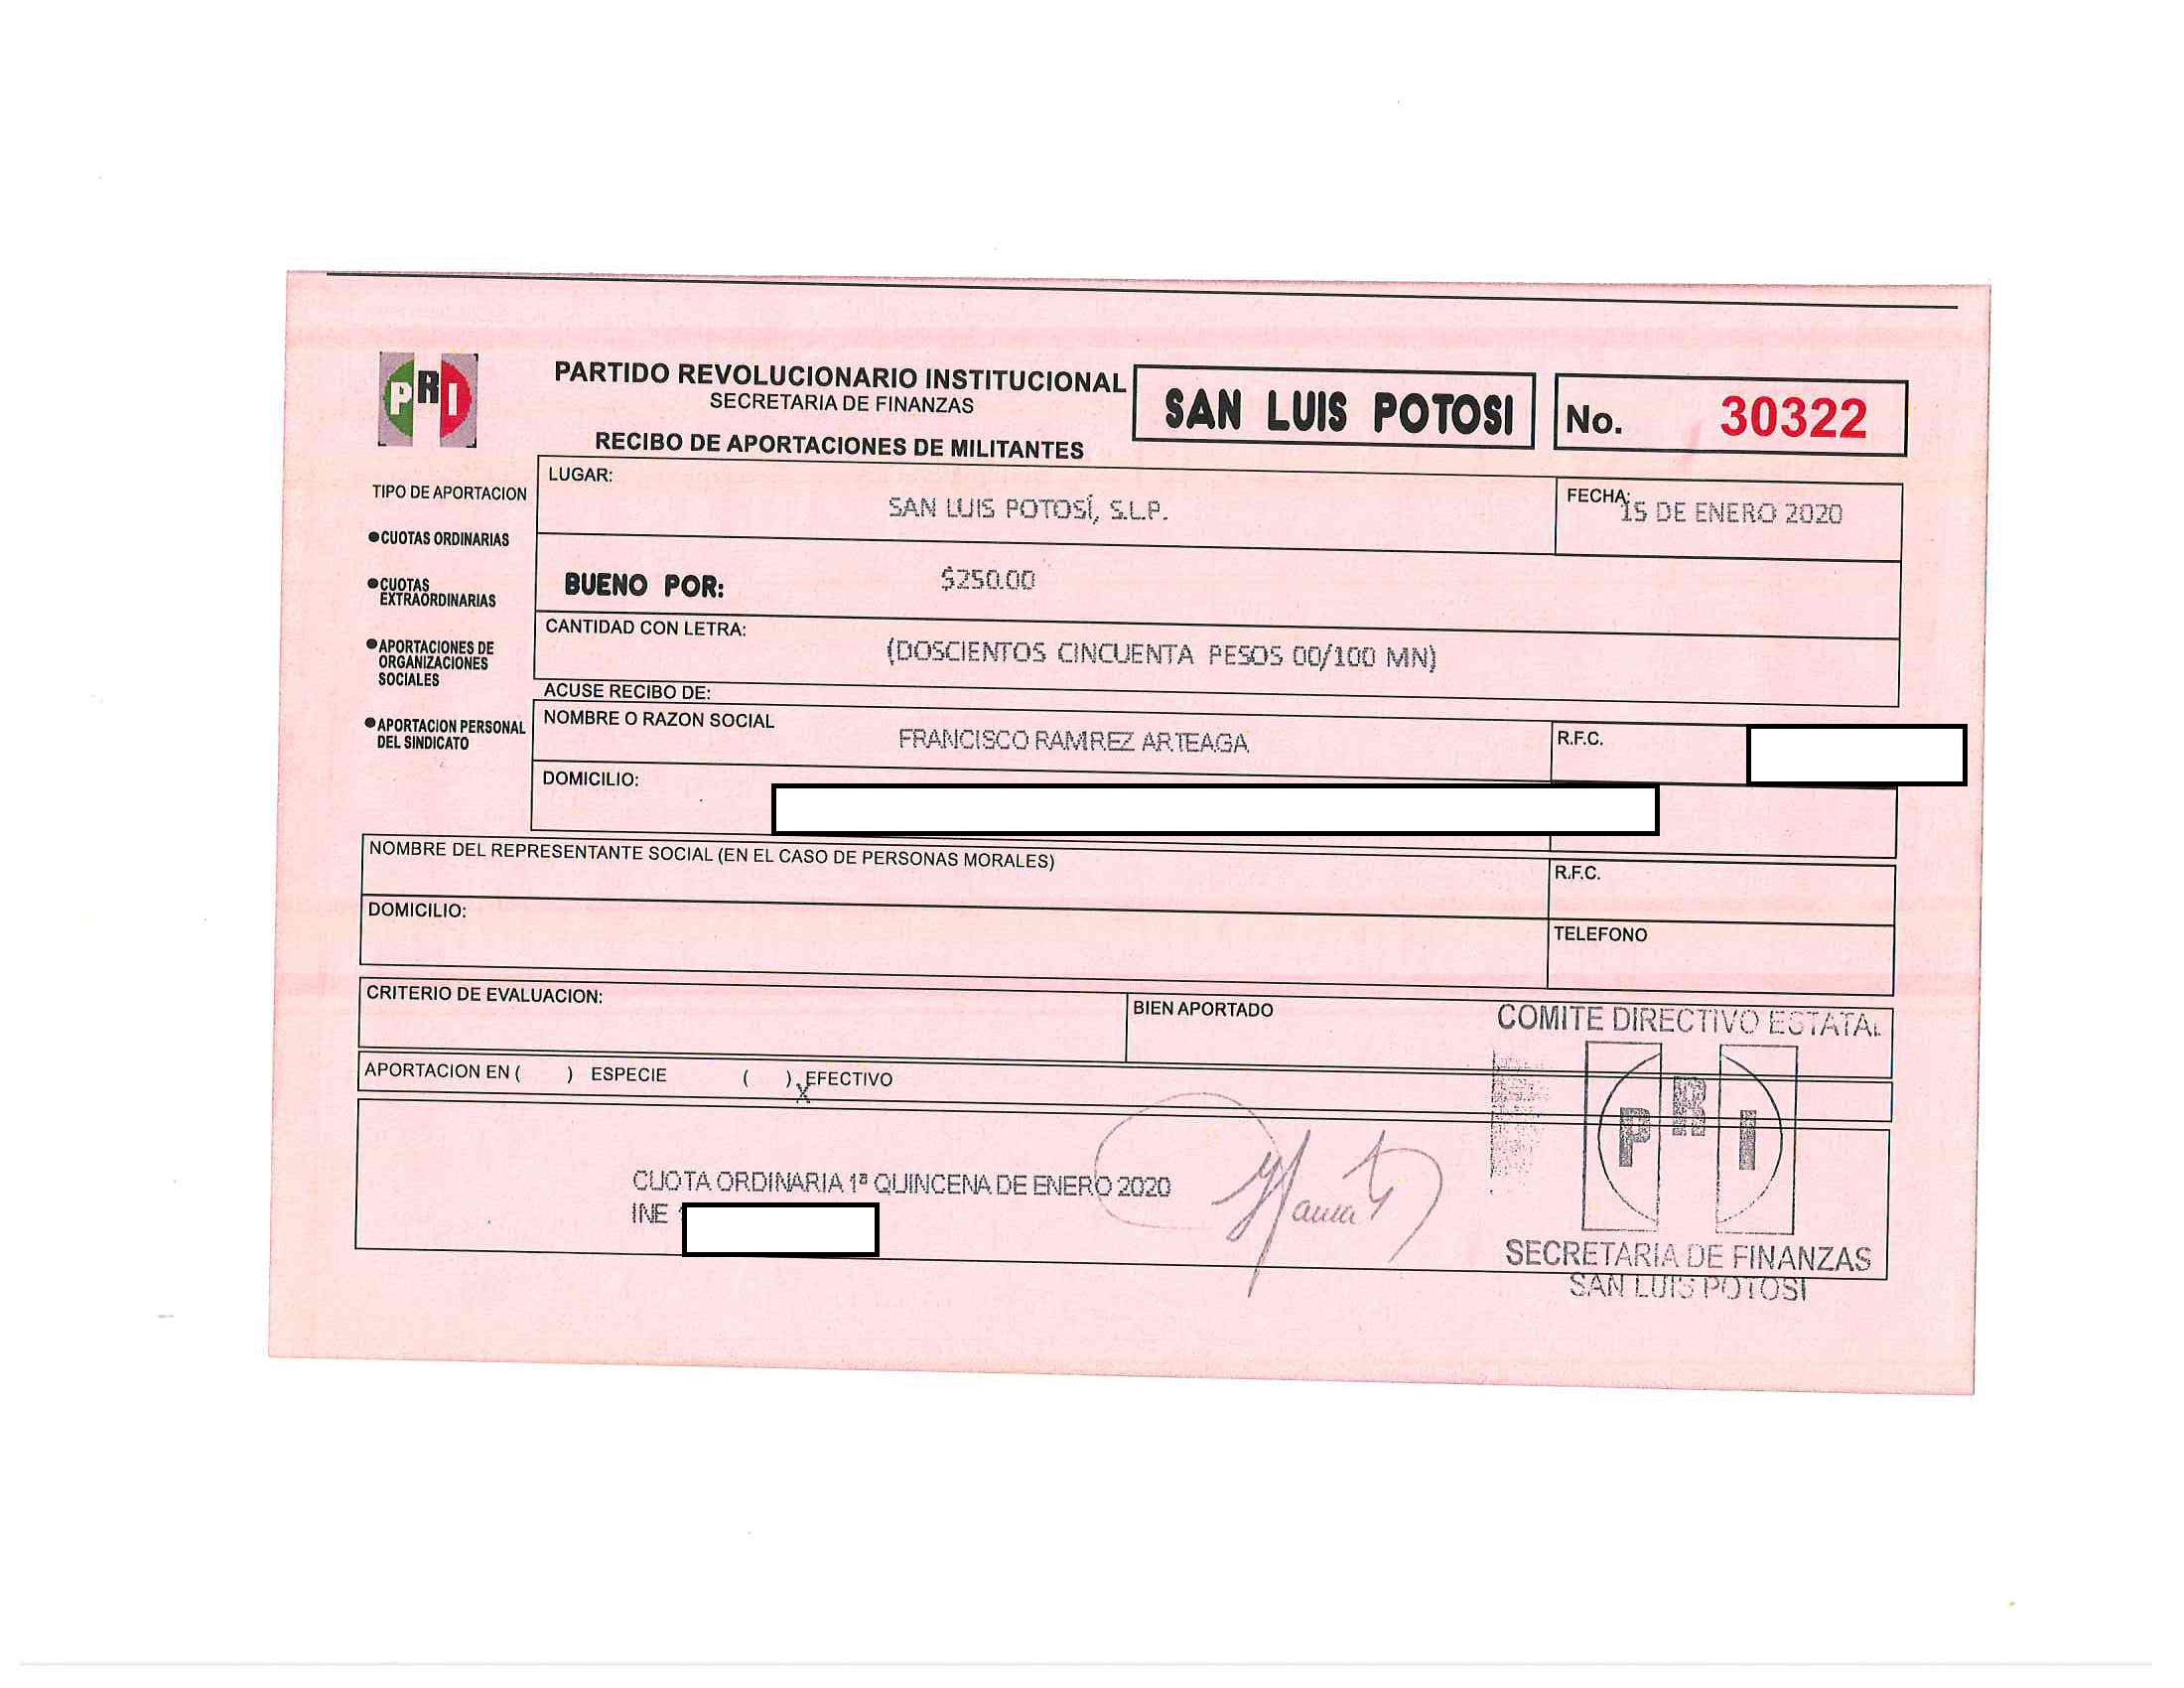 PRI
PARTIDO REVOLUCIONARIO INSTITUCIONAL
SECRETARIA DE FINANZAS
RECIBO DE APORTACIONES DE MILITANTES
SAN LUIS POTOSI
No. 30322
TIPO DE APORTACION
●CUOTAS ORDINARIAS
●CUOTAS
EXTRAORDINARIAS
●APORTACIONES DE
ORGANIZACIONES
SOCIALES
●APORTACION PERSONAL
DEL SINDICATO
LUGAR:
SAN LUIS POTOSÍ, S.L.P.
FECHA:
15 DE ENERO 2020
BUENO POR: $250.00
CANTIDAD CON LETRA:
(DOSCIENTOS CINCUENTA PESOS 00/100 MN)
ACUSE RECIBO DE:
NOMBRE O RAZON SOCIAL
FRANCISCO RAMIREZ ARTEAGA
R.F.C.
DOMICILIO:
NOMBRE DEL REPRESENTANTE SOCIAL (EN EL CASO DE PERSONAS MORALES)
R.F.C.
DOMICILIO:
TELEFONO
CRITERIO DE EVALUACION:
BIEN APORTADO
APORTACION EN ( ) ESPECIE ( ) EFECTIVO
X
CUOTA ORDINARIA 1ª QUINCENA DE ENERO 2020
INE
COMITE DIRECTIVO ESTATAL
PRI
SECRETARIA DE FINANZAS
SAN LUIS POTOSI